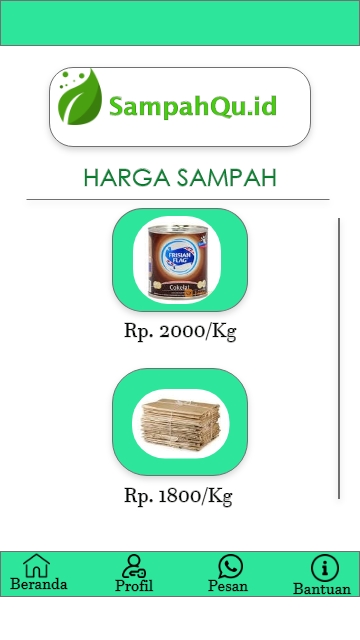 SampahQu.id
HARGA SAMPAH
FRISIAN
FLAG
Cokelat
Rp. 2000/Kg
Rp. 1800/Kg
Beranda
Profil
Pesan
Bantuan